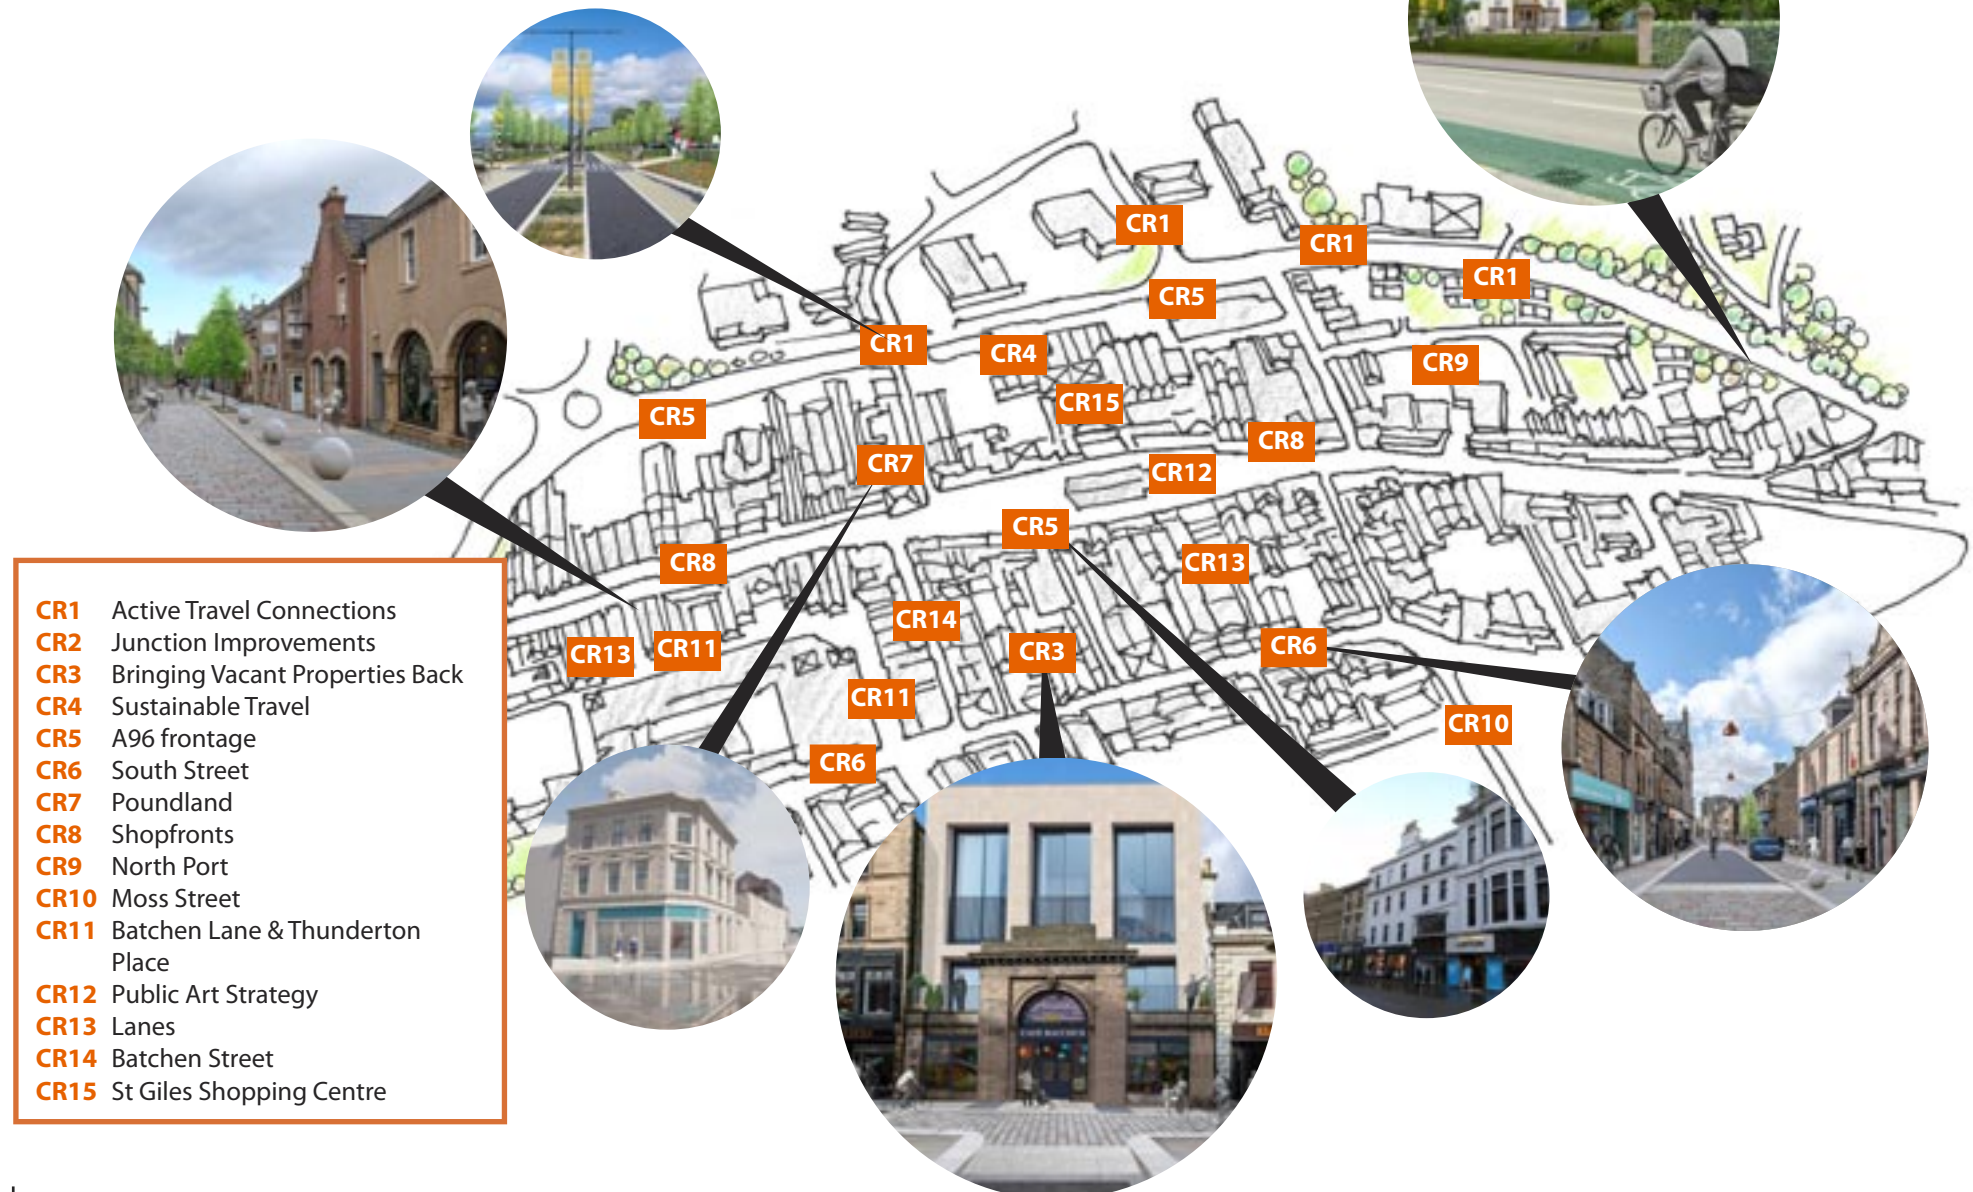 CR1
CR1
CR1
CR5
CR1
CR4
CR9
CR15
CR5
CR8
CR7
CR12
CR5
CR8
CR13
CR14
CR13
CR11
CR3
CR6
CR11
CR10
CR6
CR1 Active Travel Connections
CR2 Junction Improvements
CR3 Bringing Vacant Properties Back
CR4 Sustainable Travel
CR5 A96 frontage
CR6 South Street
CR7 Poundland
CR8 Shopfronts
CR9 North Port
CR10 Moss Street
CR11 Batchen Lane & Thunderton
Place
CR12 Public Art Strategy
CR13 Lanes
CR14 Batchen Street
CR15 St Giles Shopping Centre